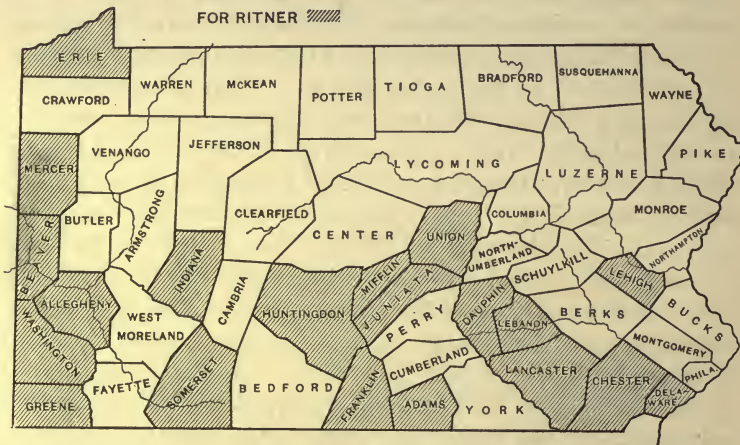 FOR RITNER
ERIE
CRAWFORD
WARREN
McKEAN
POTTER
TIOGA
BRADFORD
SUSQUEHANNA
WAYNE
MERCER
VENANGO
JEFFERSON
LYCOMING
LUZERNE
PIKE
BUTLER
ARMSTRONG
CLEARFIELD
CENTER
UNION
COLUMBIA
MONROE
BEAVER
ALLEGHENY
INDIANA
CAMBRIA
HUNTINGDON
MIFFLIN
JUNIATA
NORTH-
UMBERLAND
SCHUYLKILL
LEHIGH
NORTHAMPTON
WASHINGTON
WEST
MORELAND
PERRY
DAUPHIN
LEBANON
BERKS
BUCKS
MONTGOMERY
PHILA.
GREENE
FAYETTE
SOMERSET
BEDFORD
FRANKLIN
CUMBERLAND
ADAMS
YORK
LANCASTER
CHESTER
DELA-
WARE